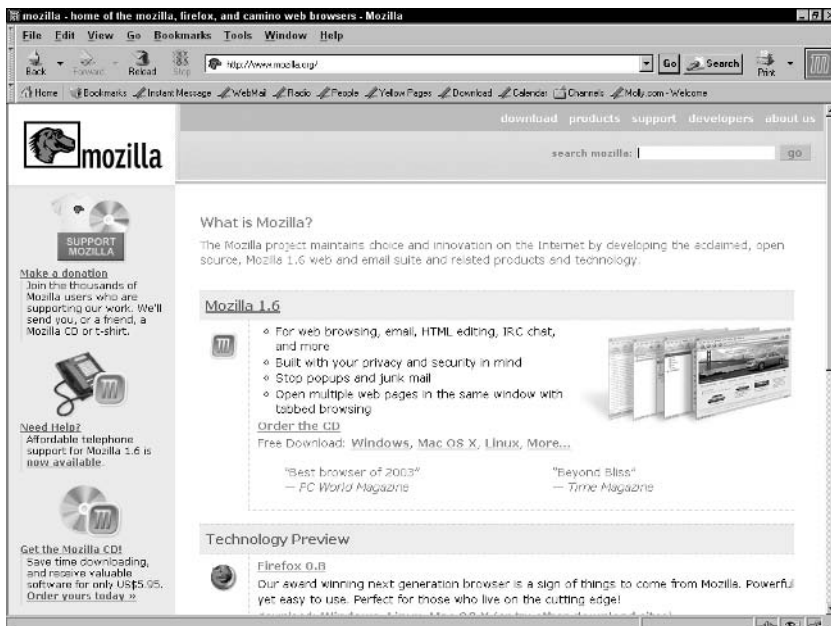 mozilla - home of the mozilla, firefox, and camino web browsers - Mozilla
File Edit View Go Bookmarks Tools Window Help
Back Forward Reload Stop http://www.mozilla.org/ Go Search Print
Home Bookmarks Instant Message WebMail Radio People Yellow Pages Download Calendar Channels Molly.com - Welcome
download products support developers about us
mozilla
search mozilla: go
SUPPORT
MOZILLA
Make a donation
Join the thousands of
Mozilla users who are
supporting our work. We'll
send you, or a friend, a
Mozilla CD or t-shirt.
Need Help?
Affordable telephone
support for Mozilla 1.6 is
now available.
Get the Mozilla CD!
Save time downloading,
and receive valuable
software for only US$5.95.
Order yours today »
What is Mozilla?
The Mozilla project maintains choice and innovation on the Internet by developing the acclaimed, open
source, Mozilla 1.6 web and email suite and related products and technology.
Mozilla 1.6
For web browsing, email, HTML editing, IRC chat,
and more
Built with your privacy and security in mind
Stop popups and junk mail
Open multiple web pages in the same window with
tabbed browsing
Order the CD
Free Download: Windows, Mac OS X, Linux, More...
"Best browser of 2003"
— PC World Magazine
"Beyond Bliss"
— Time Magazine
Technology Preview
Firefox 0.8
Our award winning next generation browser is a sign of things to come from Mozilla. Powerful
yet easy to use. Perfect for those who live on the cutting edge!